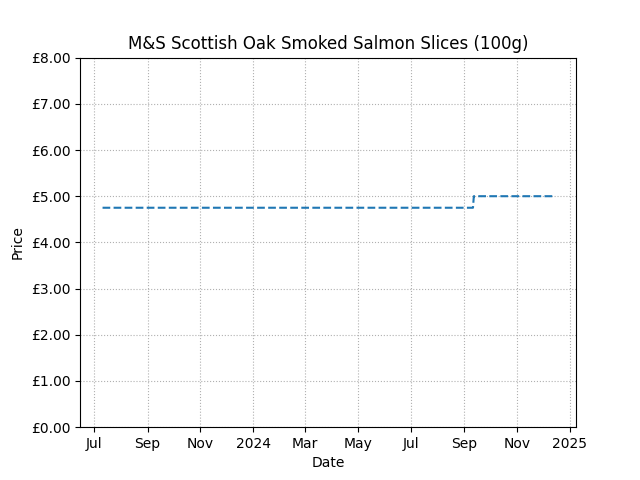 M&S Scottish Oak Smoked Salmon Slices (100g)
£8.00
£7.00
£6.00
£5.00
£4.00
£3.00
£2.00
£1.00
£0.00
Price
Jul Sep Nov 2024 Mar May Jul Sep Nov 2025
Date